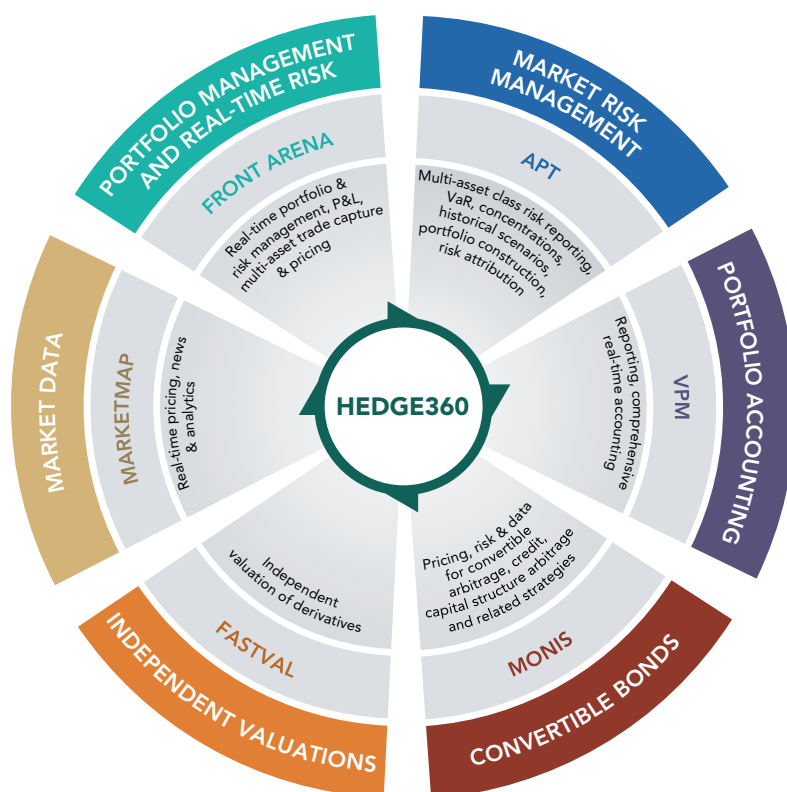 PORTFOLIO MANAGEMENT
AND REAL-TIME RISK
FRONT ARENA
Real-time portfolio &
risk management, P&L,
multi-asset trade capture
& pricing
MARKET RISK
MANAGEMENT
APT
Multi-asset class risk reporting,
VaR, concentrations,
historical scenarios,
portfolio construction,
risk attribution
PORTFOLIO ACCOUNTING
VPM
Reporting, comprehensive
real-time accounting
CONVERTIBLE BONDS
MONIS
Pricing, risk & data
for convertible
arbitrage, credit,
capital structure arbitrage
and related strategies
INDEPENDENT VALUATIONS
FASTVAL
Independent
valuation of derivatives
MARKET DATA
MARKETMAP
Real-time pricing, news
& analytics
HEDGE360